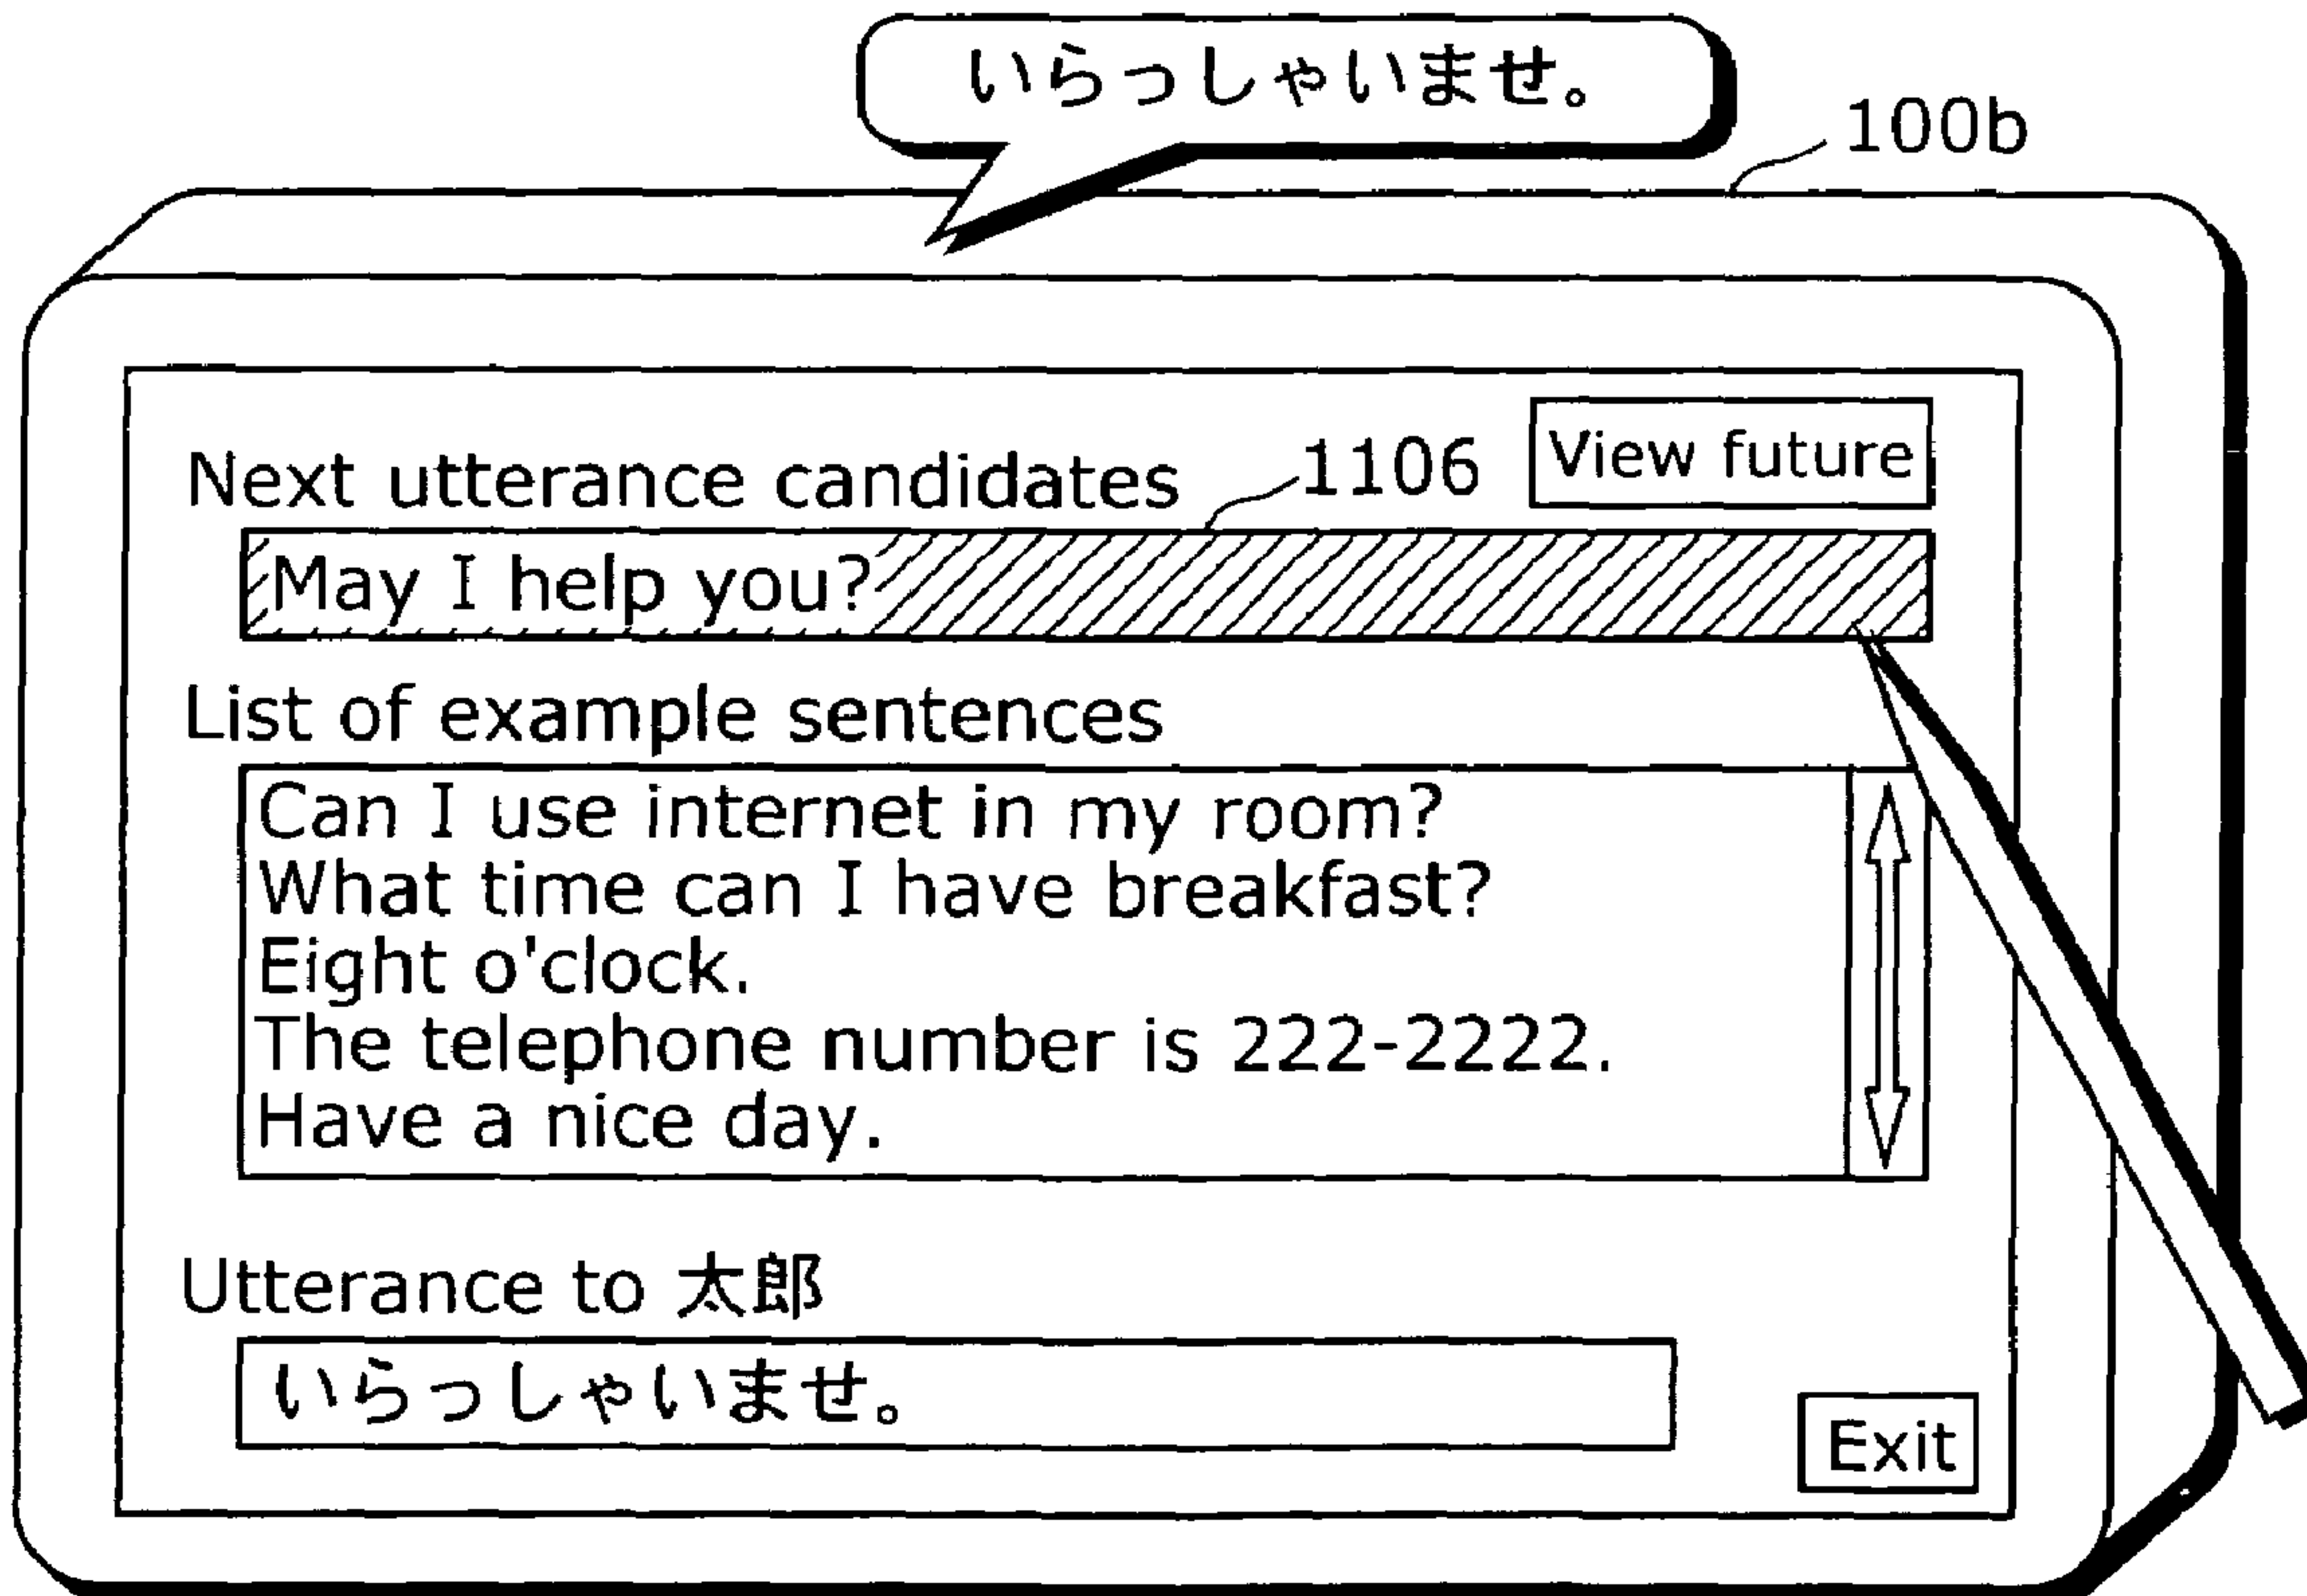 いらっしゃいませ。
100b
View future
Next utterance candidates
1106
May I help you?
List of example sentences
Can I use internet in my room?
What time can I have breakfast?
Eight o'clock.
The telephone number is 222-2222.
Have a nice day.
Utterance to 太郎
いらっしゃいませ。
Exit